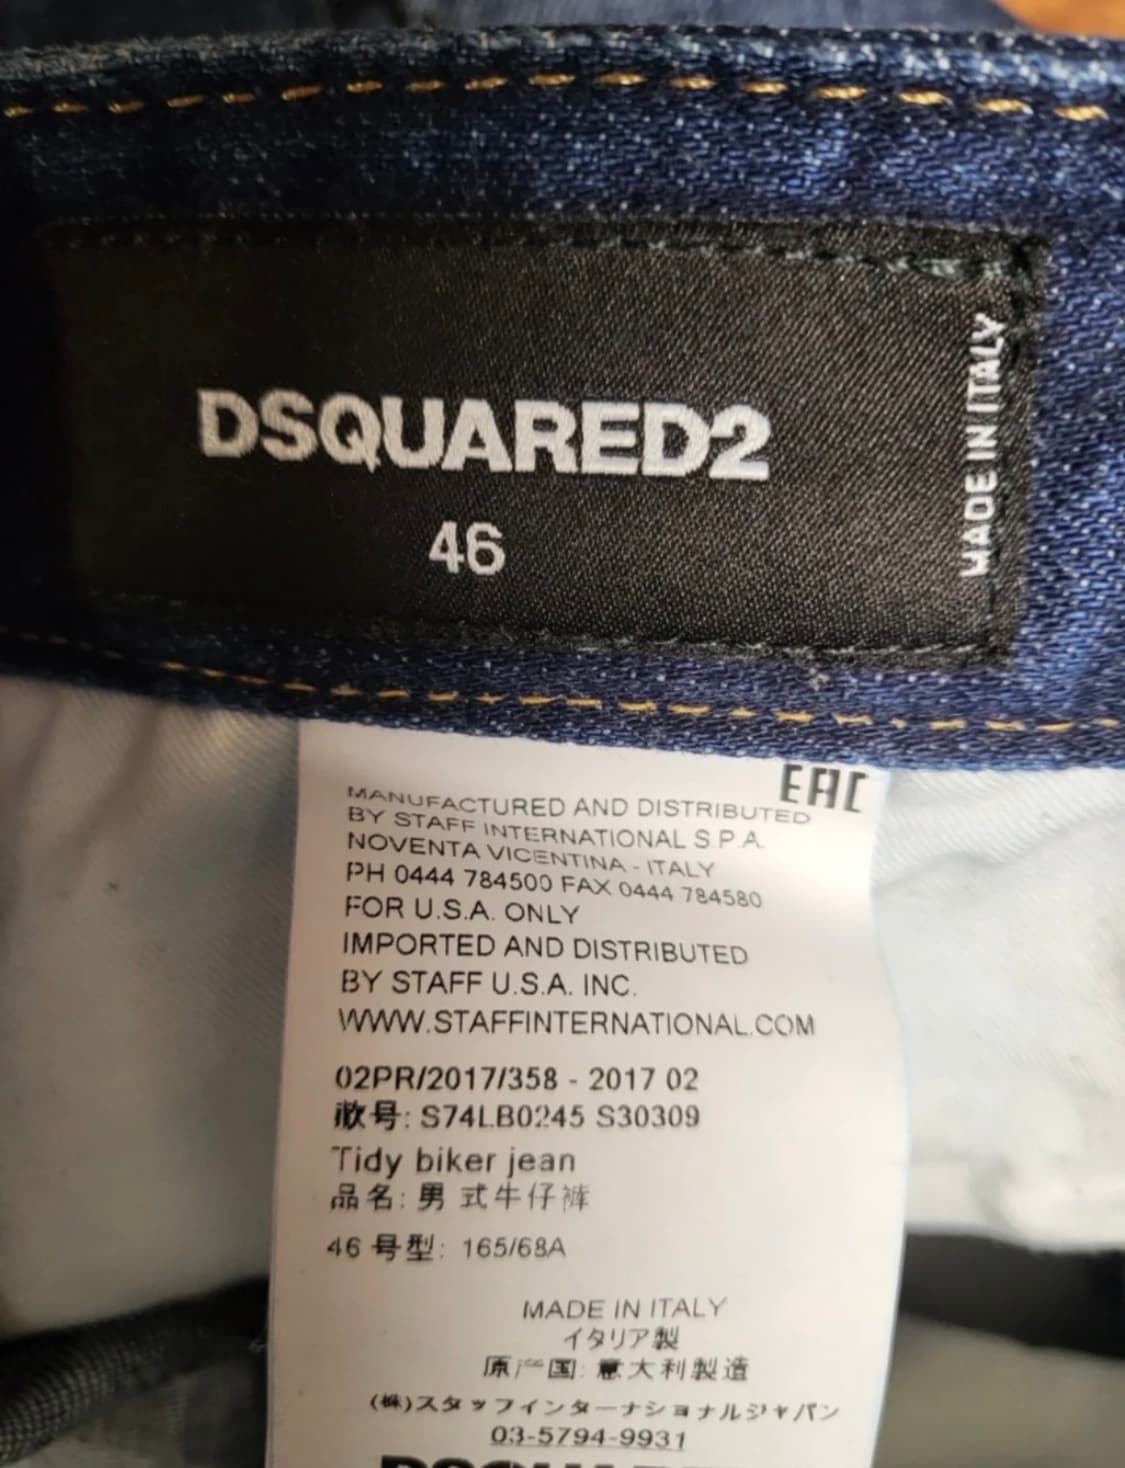 DSQUARED2
46
MADE IN ITALY
EAC
MANUFACTURED AND DISTRIBUTED
BY STAFF INTERNATIONAL S.P.A.
NOVENTA VICENTINA - ITALY
PH 0444 784500 FAX 0444 784580
FOR U.S.A. ONLY
IMPORTED AND DISTRIBUTED
BY STAFF U.S.A. INC.
WWW.STAFFINTERNATIONAL.COM
02PR/2017/358 - 2017 02
款号: S74LB0245 S30309
Tidy biker jean
品名: 男式牛仔裤
46 号型: 165/68A
MADE IN ITALY
イタリア製
原产国: 意大利製造
(株)スタッフインターナショナルジャパン
03-5794-9931